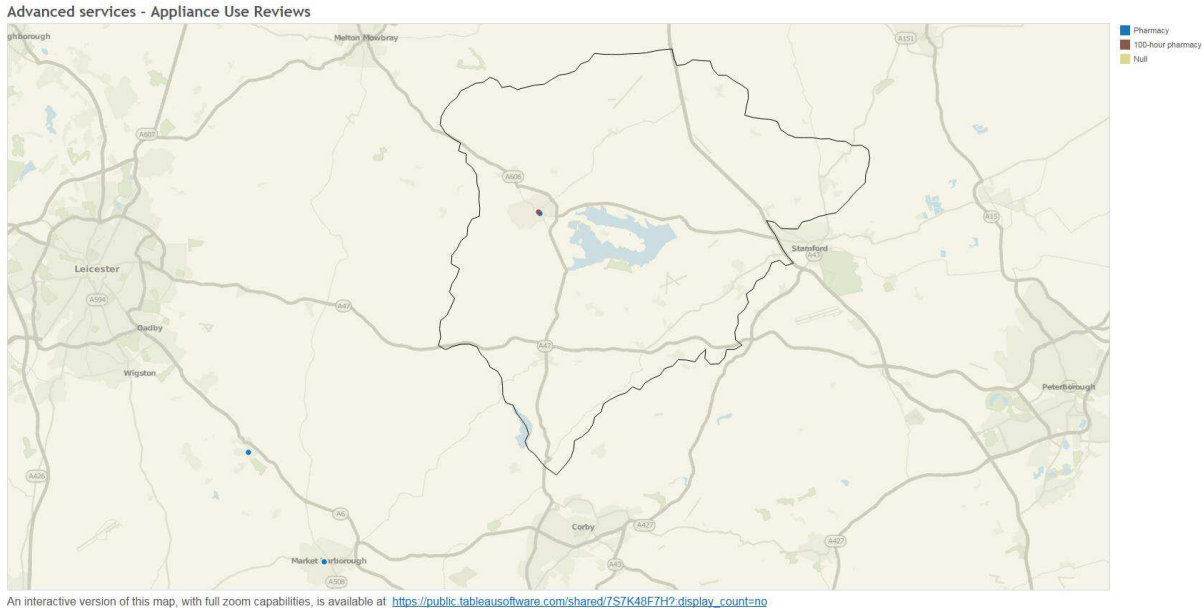 Advanced services - Appliance Use Reviews
Pharmacy
100-hour pharmacy
Null
ghborough
Melton Mowbray
A151
A607
A606
A15
Stamford
A43
Leicester
A594
A47
Oadby
A47
Wigston
Peterborough
A426
A6
Corby
A427
A427
Market
A43
A508
An interactive version of this map, with full zoom capabilities, is available at https://public.tableausoftware.com/shared/7S7K48F7H?:display_count=no